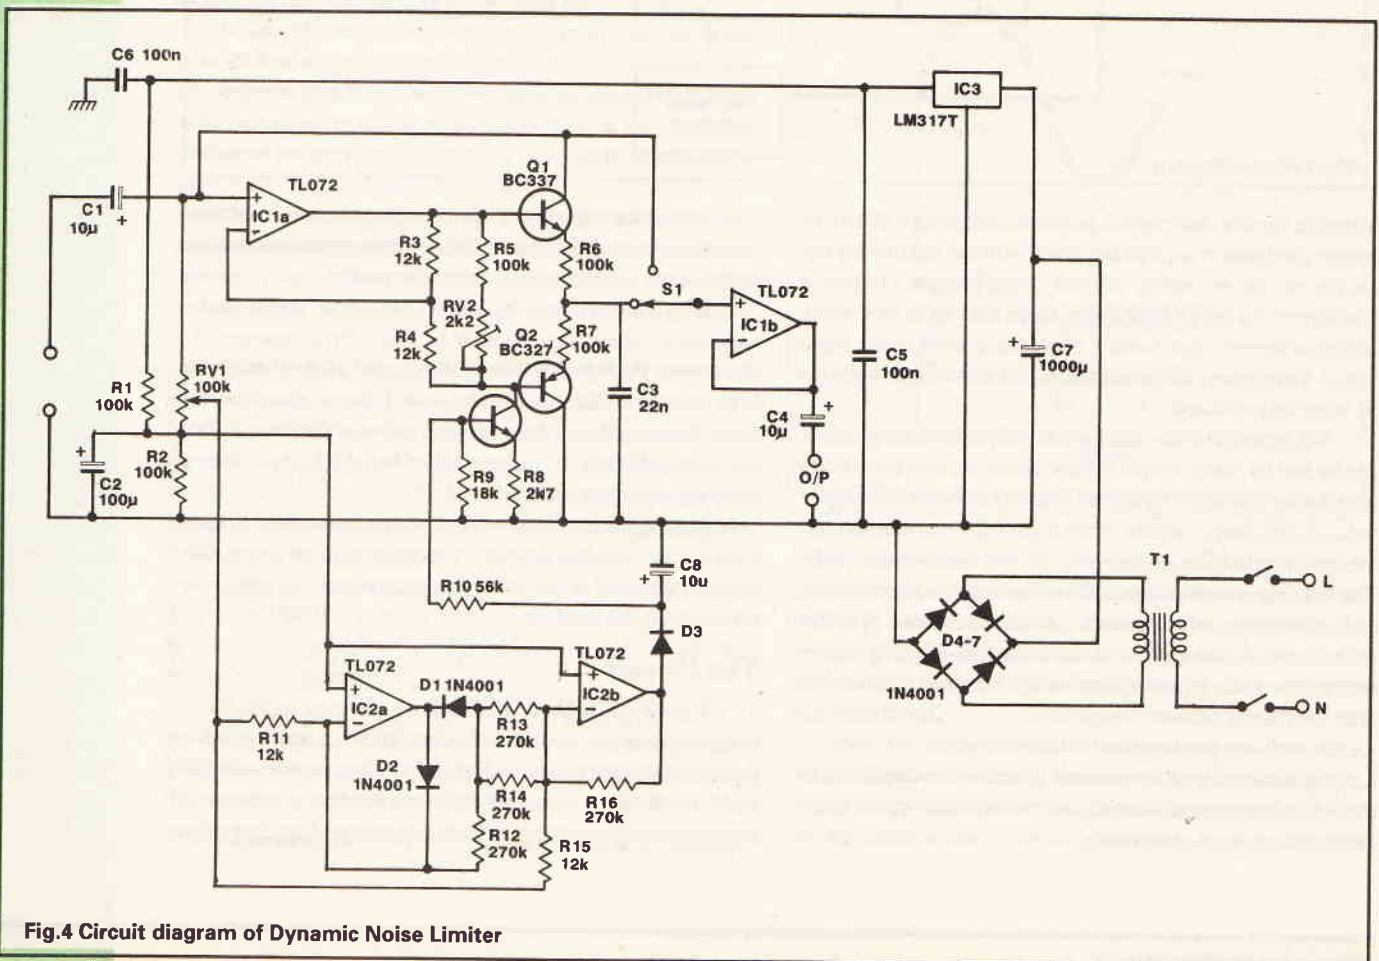 C6 100n
IC3
LM317T
TL072
+
IC1a
−
Q1
BC337
C1
10µ
+
R3
12k
R5
100k
R6
100k
S1
TL072
+
IC1b
−
RV2
2k2
Q2
BC327
R4
12k
R7
100k
RV1
100k
R1
100k
C3
22n
C5
100n
+
C7
1000µ
+
C4
10µ
O/P
+
C2
100µ
R2
100k
R9
18k
R8
2k7
C8
10u
+
R10 56k
D3
T1
L
D4-7
1N4001
N
TL072
+
IC2a
−
D1 1N4001
TL072
+
IC2b
−
R11
12k
R13
270k
D2
1N4001
R14
270k
R16
270k
R12
270k
R15
12k
Fig.4 Circuit diagram of Dynamic Noise Limiter